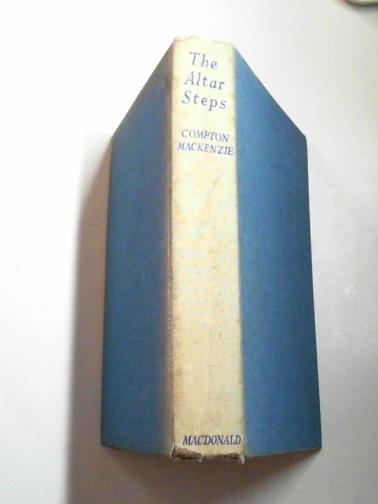 The
Altar
Steps
COMPTON
MACKENZIE
MACDONALD